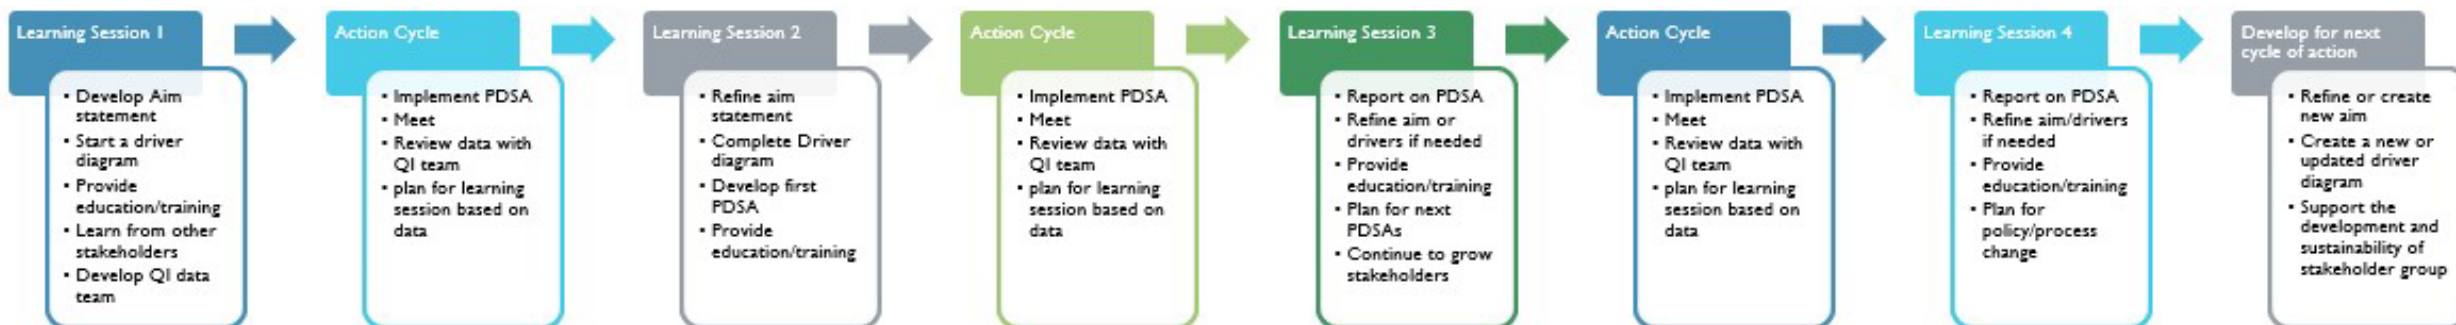 Learning Session 1
▪ Develop Aim
statement
▪ Start a driver
diagram
▪ Provide
education/training
▪ Learn from other
stakeholders
▪ Develop QI data
team
Action Cycle
▪ Implement PDSA
▪ Meet
▪ Review data with
QI team
▪ plan for learning
session based on
data
Learning Session 2
▪ Refine aim
statement
▪ Complete Driver
diagram
▪ Develop first
PDSA
▪ Provide
education/training
Action Cycle
▪ Implement PDSA
▪ Meet
▪ Review data with
QI team
▪ plan for learning
session based on
data
Learning Session 3
▪ Report on PDSA
▪ Refine aim or
drivers if needed
▪ Provide
education/training
▪ Plan for next
PDSAs
▪ Continue to grow
stakeholders
Action Cycle
▪ Implement PDSA
▪ Meet
▪ Review data with
QI team
▪ plan for learning
session based on
data
Learning Session 4
▪ Report on PDSA
▪ Refine aim/drivers
if needed
▪ Provide
education/training
▪ Plan for
policy/process
change
Develop for next
cycle of action
▪ Refine or create
new aim
▪ Create a new or
updated driver
diagram
▪ Support the
development and
sustainability of
stakeholder group